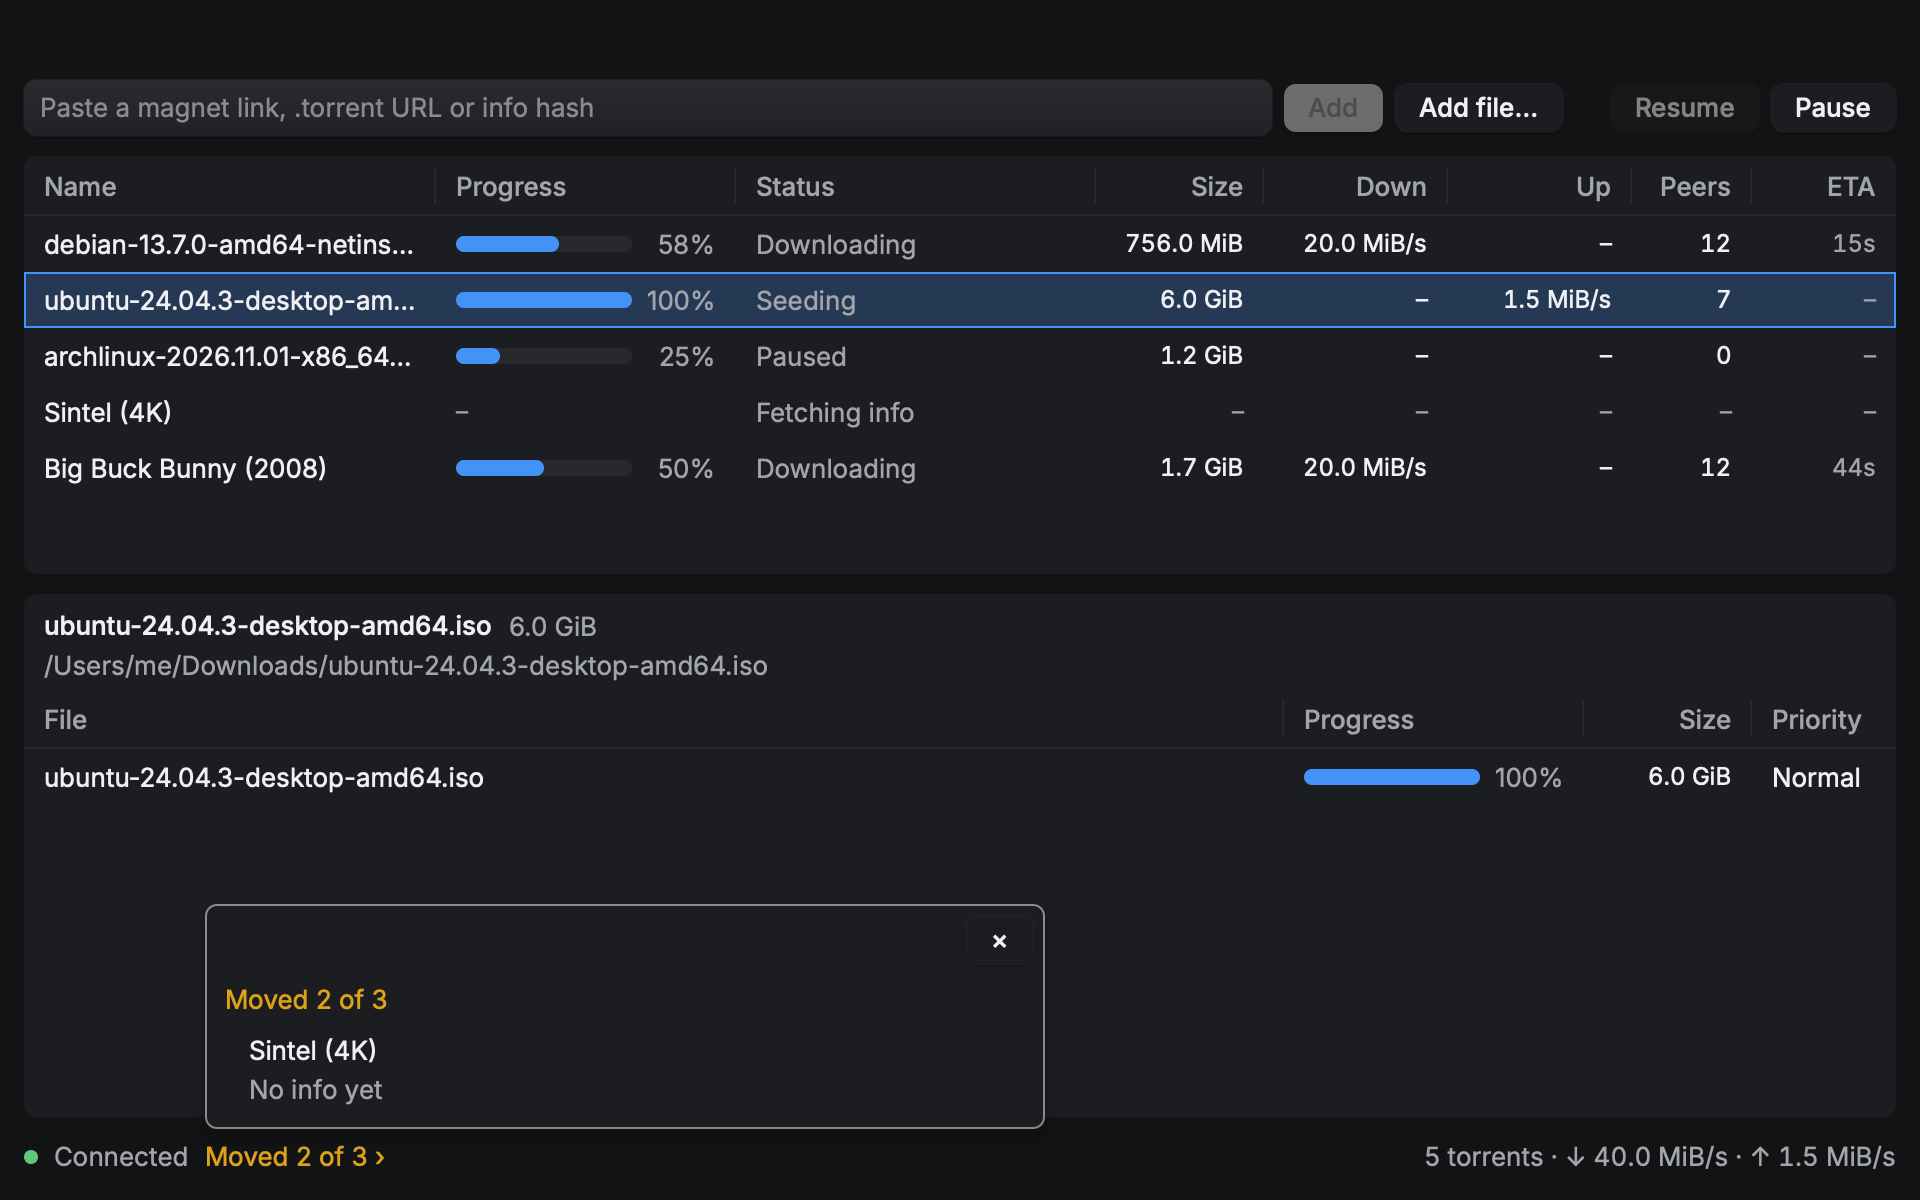 Paste a magnet link, .torrent URL or info hash Add Add file... Resume Pause
Name Progress Status Size Down Up Peers ETA
debian-13.7.0-amd64-netins... 58% Downloading 756.0 MiB 20.0 MiB/s – 12 15s
ubuntu-24.04.3-desktop-am... 100% Seeding 6.0 GiB – 1.5 MiB/s 7 –
archlinux-2026.11.01-x86_64... 25% Paused 1.2 GiB – – 0 –
Sintel (4K) – Fetching info – – – – –
Big Buck Bunny (2008) 50% Downloading 1.7 GiB 20.0 MiB/s – 12 44s
ubuntu-24.04.3-desktop-amd64.iso 6.0 GiB
/Users/me/Downloads/ubuntu-24.04.3-desktop-amd64.iso
File Progress Size Priority
ubuntu-24.04.3-desktop-amd64.iso 100% 6.0 GiB Normal
×
Moved 2 of 3
Sintel (4K)
No info yet
Connected Moved 2 of 3 › 5 torrents · ↓ 40.0 MiB/s · ↑ 1.5 MiB/s